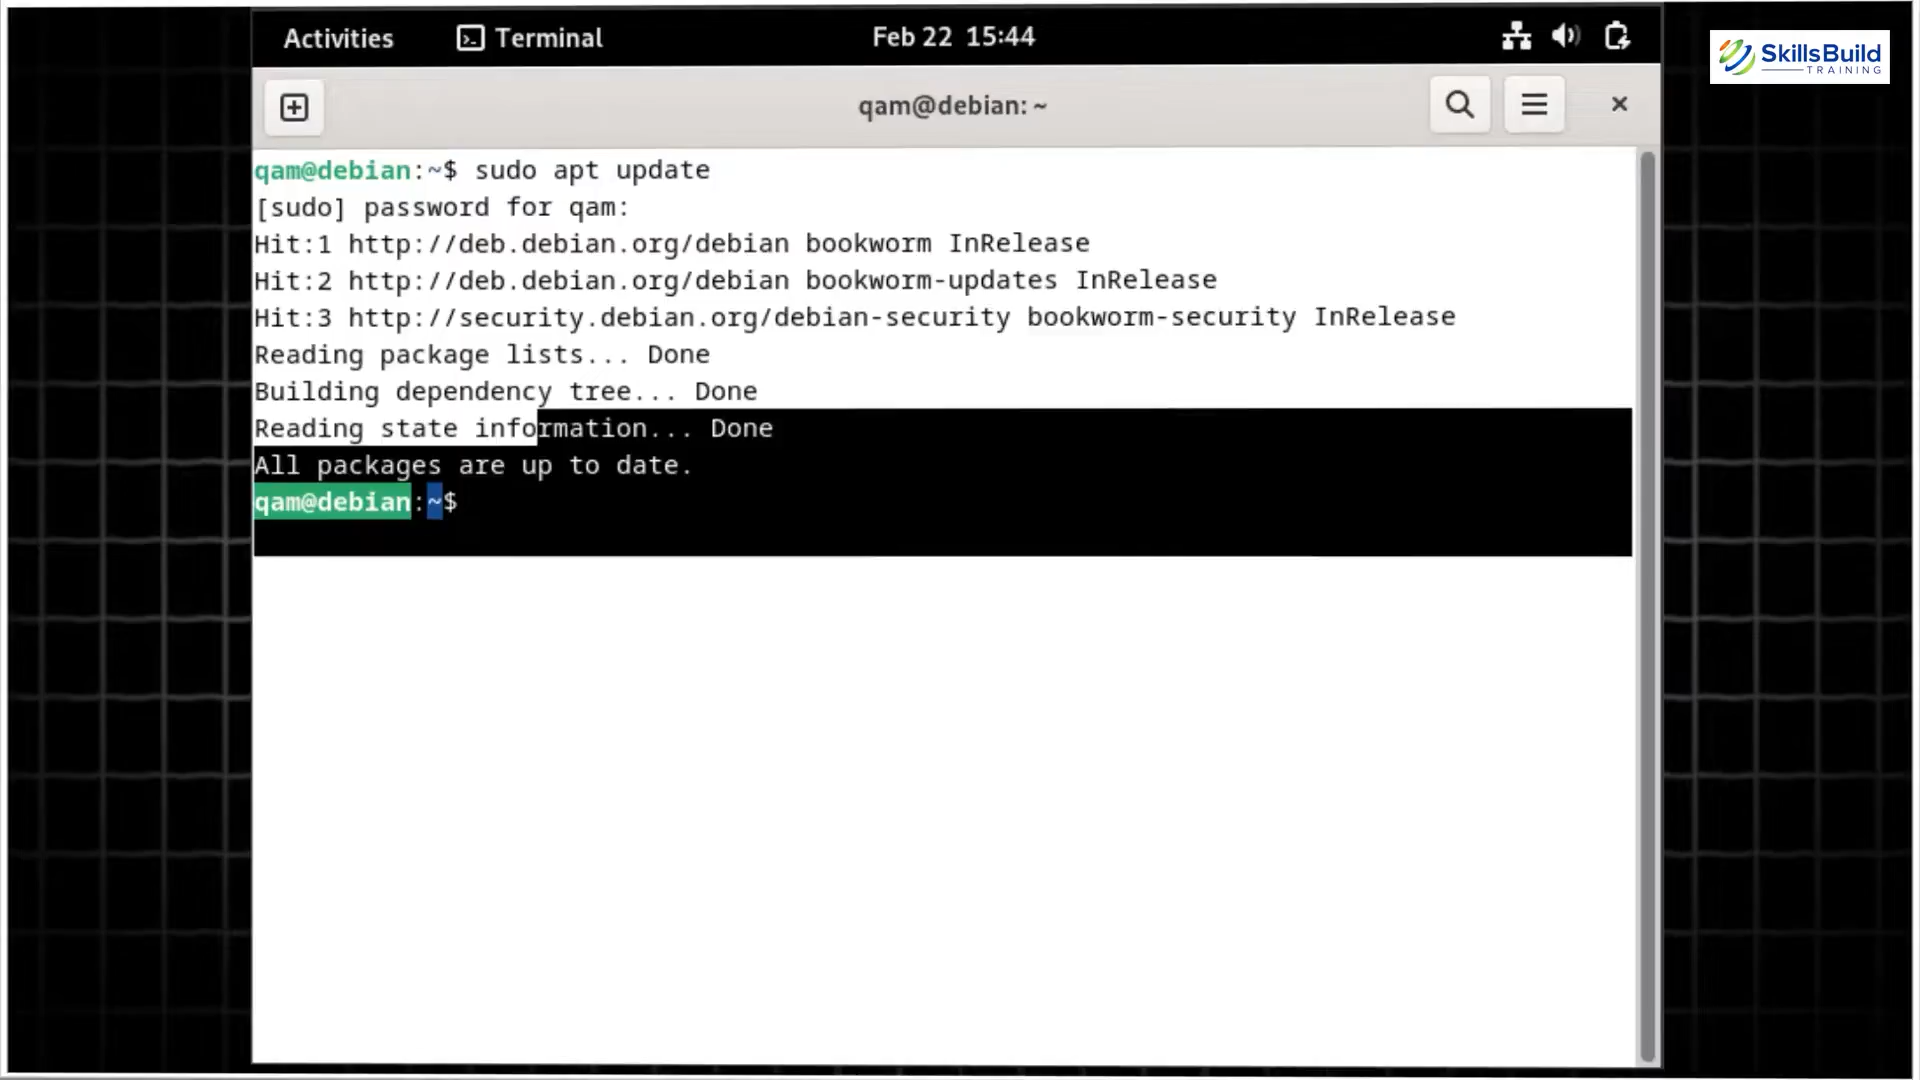 Activities
Terminal
Feb 22 15:44
SkillsBuild
TRAINING
qam@debian: ~
qam@debian:~$ sudo apt update
[sudo] password for qam:
Hit:1 http://deb.debian.org/debian bookworm InRelease
Hit:2 http://deb.debian.org/debian bookworm-updates InRelease
Hit:3 http://security.debian.org/debian-security bookworm-security InRelease
Reading package lists... Done
Building dependency tree... Done
Reading state information... Done
All packages are up to date.
qam@debian:~$